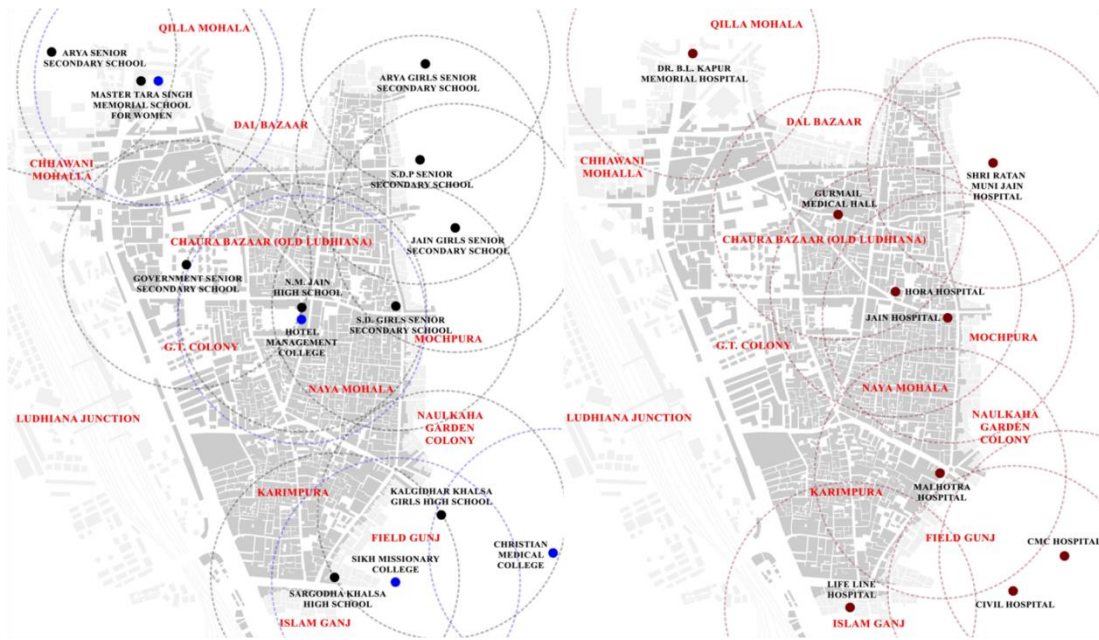 QILLA MOHALA
ARYA SENIOR
SECONDARY SCHOOL
MASTER TARA SINGH
MEMORIAL SCHOOL
FOR WOMEN
ARYA GIRLS SENIOR
SECONDARY SCHOOL
DAL BAZAAR
CHHAWANI
MOHALLA
S.D.P SENIOR
SECONDARY SCHOOL
JAIN GIRLS SENIOR
SECONDARY SCHOOL
CHAURA BAZAAR (OLD LUDHIANA)
GOVERNMENT SENIOR
SECONDARY SCHOOL
N.M. JAIN
HIGH SCHOOL
S.D. GIRLS SENIOR
SECONDARY SCHOOL
HOTEL
MANAGEMENT
COLLEGE
G.T. COLONY
MOCHPURA
NAYA MOHALA
LUDHIANA JUNCTION
NAULKAHA
GARDEN
COLONY
KARIMPURA
KALGIDHAR KHALSA
GIRLS HIGH SCHOOL
FIELD GUNJ
CHRISTIAN
MEDICAL
COLLEGE
SIKH MISSIONARY
COLLEGE
SARGODHA KHALSA
HIGH SCHOOL
ISLAM GANJ
QILLA MOHALA
DR. B.L. KAPUR
MEMORIAL HOSPITAL
DAL BAZAAR
CHHAWANI
MOHALLA
SHRI RATAN
MUNI JAIN
HOSPITAL
GURMAIL
MEDICAL HALL
CHAURA BAZAAR (OLD LUDHIANA)
HORA HOSPITAL
JAIN HOSPITAL
G.T. COLONY
MOCHPURA
NAYA MOHALA
LUDHIANA JUNCTION
NAULKAHA
GARDEN
COLONY
KARIMPURA
MALHOTRA
HOSPITAL
FIELD GUNJ
CMC HOSPITAL
LIFE LINE
HOSPITAL
CIVIL HOSPITAL
ISLAM GANJ